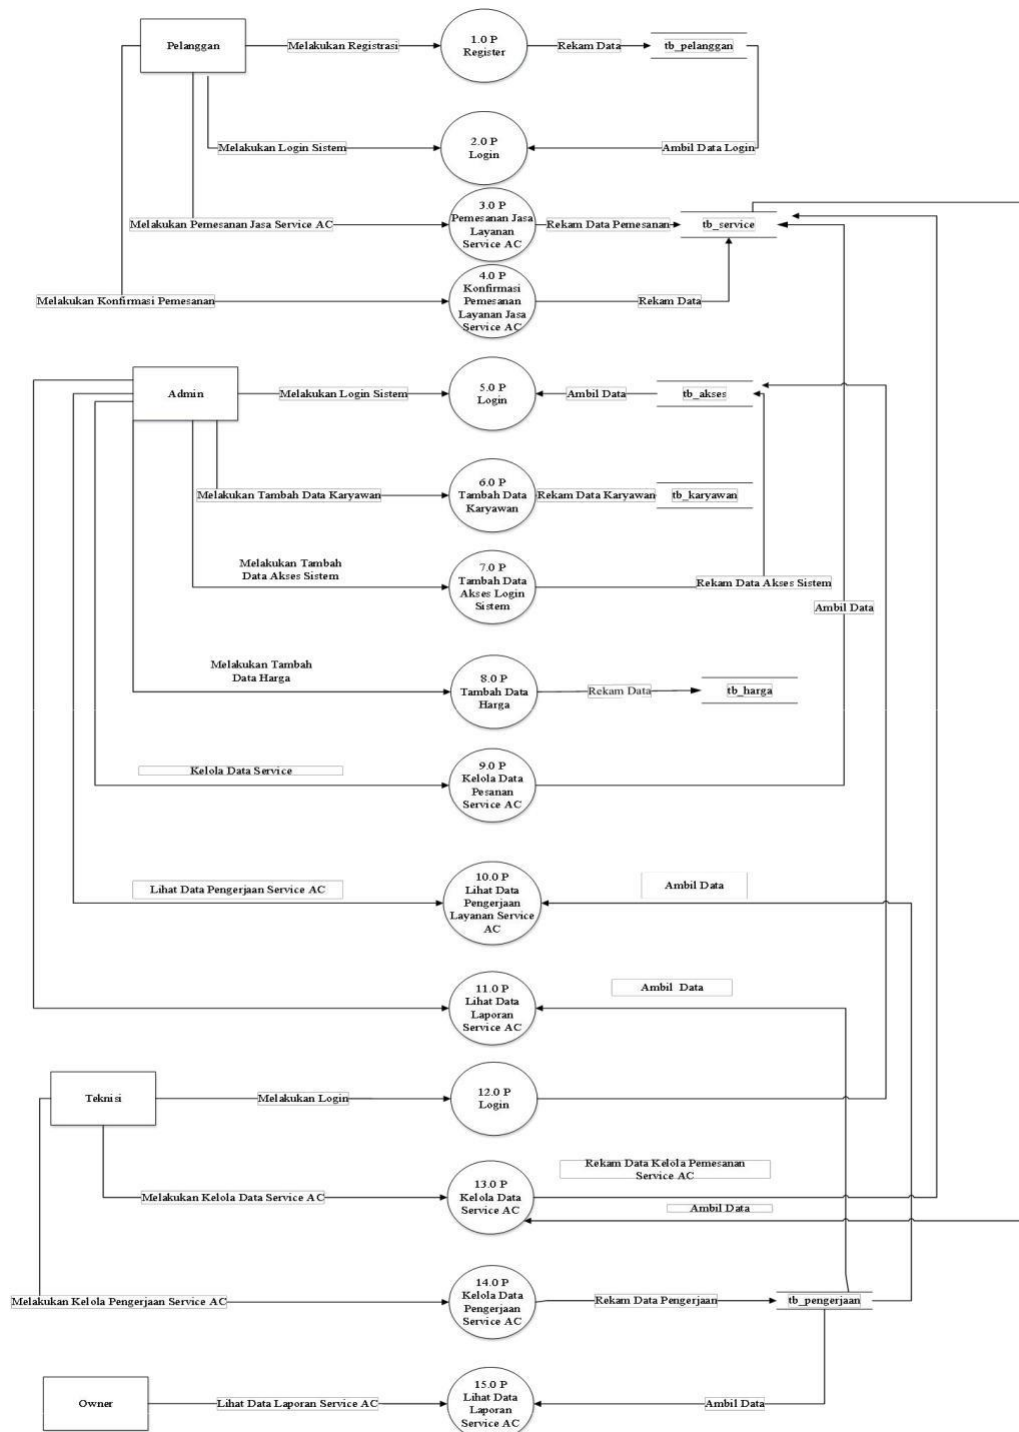 Pelanggan
Melakukan Registrasi
1.0 P
Register
Rekam Data
tb_pelanggan
Melakukan Login Sistem
2.0 P
Login
Ambil Data Login
Melakukan Pemesanan Jasa Service AC
3.0 P
Pemesanan Jasa
Layanan
Service AC
Rekam Data Pemesanan
tb_service
Melakukan Konfirmasi Pemesanan
4.0 P
Konfirmasi
Pemesanan
Layanan Jasa
Service AC
Rekam Data
Admin
Melakukan Login Sistem
5.0 P
Login
Ambil Data
tb_akses
Melakukan Tambah Data Karyawan
6.0 P
Tambah Data
Karyawan
Rekam Data Karyawan
tb_karyawan
Melakukan Tambah
Data Akses Sistem
7.0 P
Tambah Data
Akses Login
Sistem
Rekam Data Akses Sistem
Ambil Data
Melakukan Tambah
Data Harga
8.0 P
Tambah Data
Harga
Rekam Data
tb_harga
Kelola Data Service
9.0 P
Kelola Data
Pesanan
Service AC
Lihat Data Pengerjaan Service AC
10.0 P
Lihat Data
Pengerjaan
Layanan Service
AC
Ambil Data
11.0 P
Lihat Data
Laporan
Service AC
Ambil Data
Teknisi
Melakukan Login
12.0 P
Login
Melakukan Kelola Data Service AC
13.0 P
Kelola Data
Service AC
Rekam Data Kelola Pemesanan
Service AC
Ambil Data
Melakukan Kelola Pengerjaan Service AC
14.0 P
Kelola Data
Pengerjaan
Service AC
Rekam Data Pengerjaan
tb_pengerjaan
Owner
Lihat Data Laporan Service AC
15.0 P
Lihat Data
Laporan
Service AC
Ambil Data